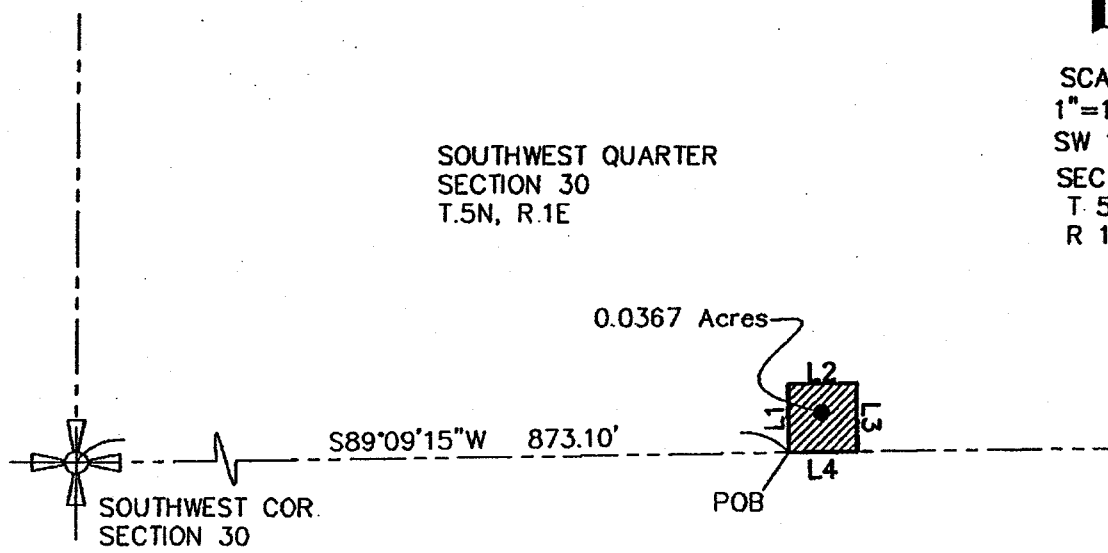 SCA
1"=1
SW
SEC
T. 5
R 1
SOUTHWEST QUARTER
SECTION 30
T.5N, R.1E
0.0367 Acres
L2
L1
L3
L4
S89°09'15"W 873.10'
POB
SOUTHWEST COR.
SECTION 30